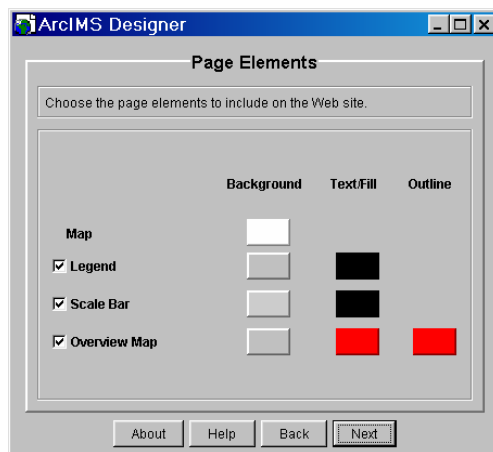 ArcIMS Designer
Page Elements
Choose the page elements to include on the Web site.
Background Text/Fill Outline
Map
Legend
Scale Bar
Overview Map
About Help Back Next